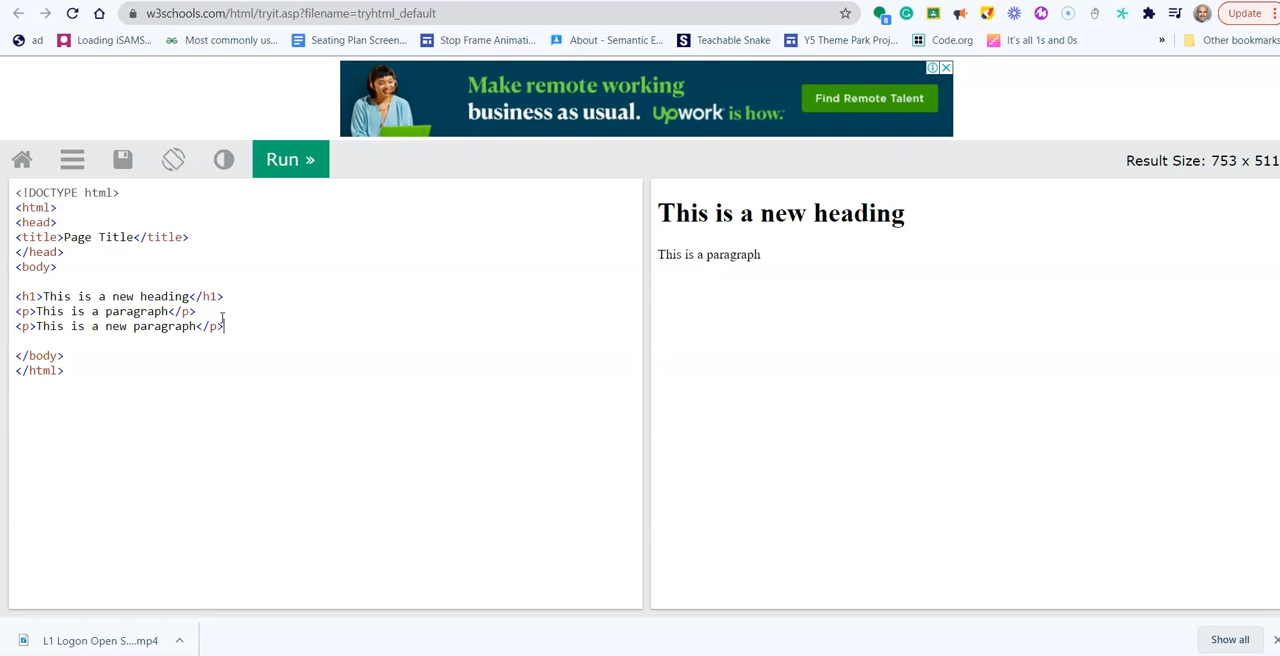 w3schools.com/html/tryit.asp?filename=tryhtml_default
Update
8
ad
Loading iSAMS...
Most commonly us...
Seating Plan Screen...
Stop Frame Animati...
About - Semantic E...
Teachable Snake
Y5 Theme Park Proj...
Code.org
It's all 1s and 0s
»
Other bookmarks
Make remote working
business as usual. Upwork is how.
Find Remote Talent
Run »
Result Size: 753 x 511
<!DOCTYPE html>
<html>
<head>
<title>Page Title</title>
</head>
<body>
<h1>This is a new heading</h1>
<p>This is a paragraph</p>
<p>This is a new paragraph</p>
</body>
</html>
This is a new heading
This is a paragraph
L1 Logon Open S....mp4
Show all